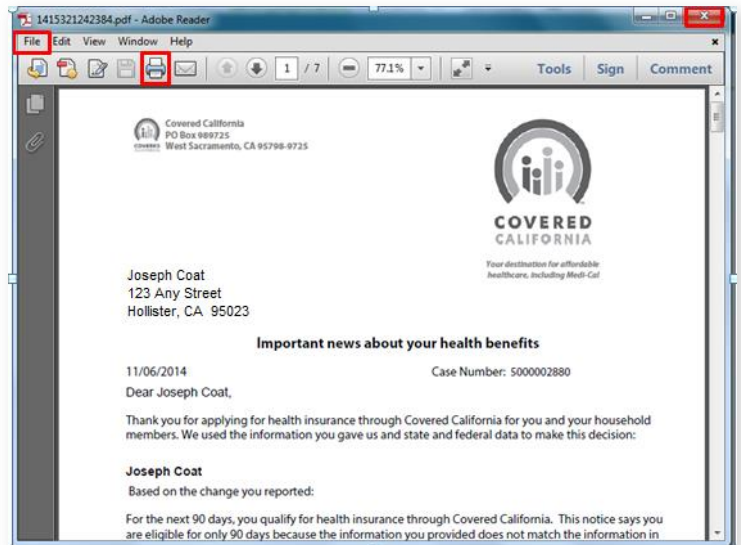 1415321242384.pdf - Adobe Reader
File Edit View Window Help
1 / 7 77.1% Tools Sign Comment
Covered California
PO Box 989725
West Sacramento, CA 95798-9725
COVERED
CALIFORNIA
Your destination for affordable
healthcare, including Medi-Cal
Joseph Coat
123 Any Street
Hollister, CA 95023
Important news about your health benefits
11/06/2014 Case Number: 5000002880
Dear Joseph Coat,
Thank you for applying for health insurance through Covered California for you and your household
members. We used the information you gave us and state and federal data to make this decision:
Joseph Coat
Based on the change you reported:
For the next 90 days, you qualify for health insurance through Covered California. This notice says you
are eligible for only 90 days because the information you provided does not match the information in